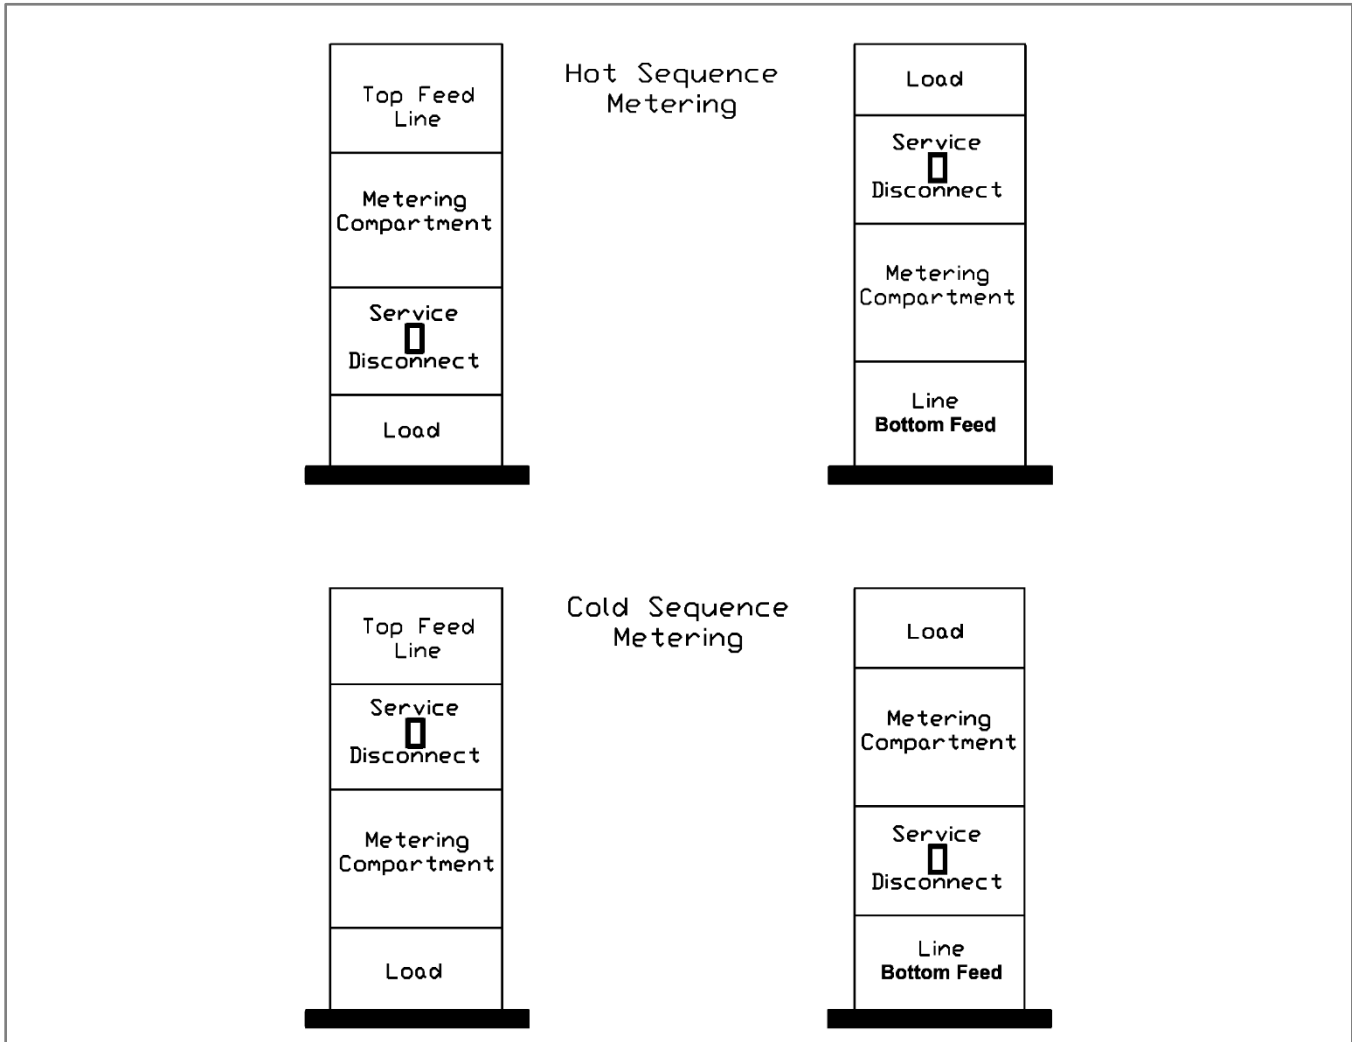 Hot Sequence
Metering
Top Feed
Line
Metering
Compartment
Service
Disconnect
Load
Load
Service
Disconnect
Metering
Compartment
Line
Bottom Feed
Cold Sequence
Metering
Top Feed
Line
Service
Disconnect
Metering
Compartment
Load
Load
Metering
Compartment
Service
Disconnect
Line
Bottom Feed